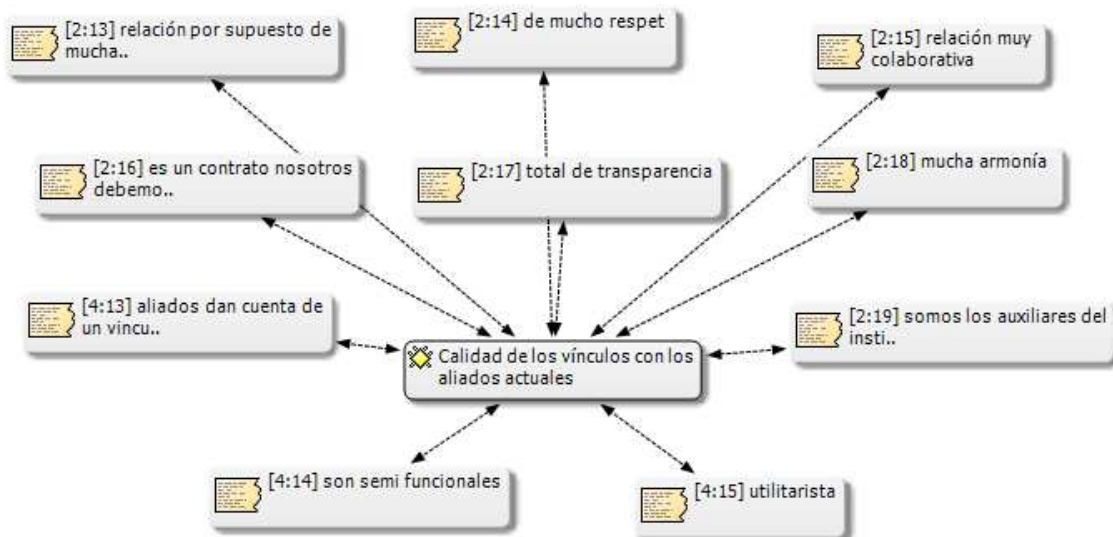 [2:13] relación por supuesto de
mucha..
[2:14] de mucho respet
[2:15] relación muy
colaborativa
[2:16] es un contrato nosotros
debemo..
[2:17] total de transparencia
[2:18] mucha armonía
[4:13] aliados dan cuenta de
un vincu..
Calidad de los vínculos con los
aliados actuales
[2:19] somos los auxiliares del
insti..
[4:14] son semi funcionales
[4:15] utilitarista